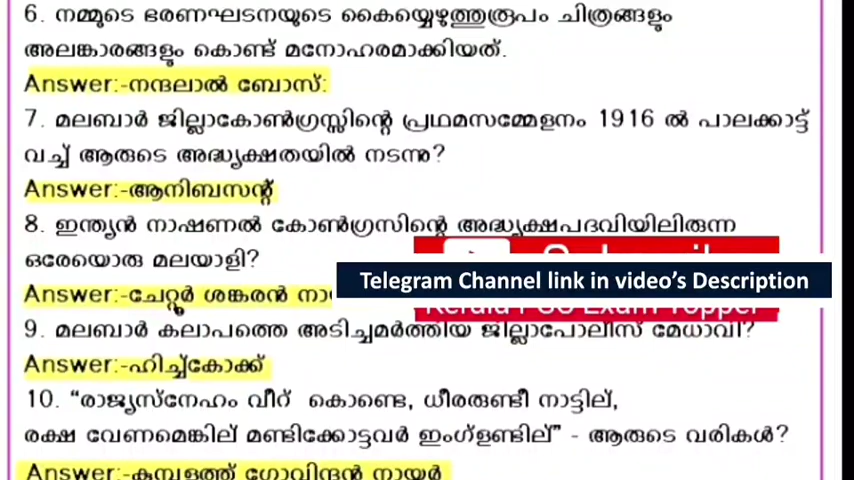 6. നമ്മുടെ ഭരണഘടനയുടെ കൈയ്യെഴുത്തുരൂപം ചിത്രങ്ങളും
അലങ്കാരങ്ങളും കൊണ്ട് മനോഹരമാക്കിയത്.
Answer:-നന്ദലാൽ ബോസ്:
7. മലബാർ ജില്ലാകോൺഗ്രസ്സിന്റെ പ്രഥമസമ്മേളനം 1916 ൽ പാലക്കാട്ട്
വച്ച് ആരുടെ അദ്ധ്യക്ഷതയിൽ നടന്നു?
Answer:-ആനിബസന്റ്
8. ഇന്ത്യൻ നാഷണൽ കോൺഗ്രസിന്റെ അദ്ധ്യക്ഷപദവിയിലിരുന്ന
ഒരേയൊരു മലയാളി?
Telegram Channel link in video's Description
Answer:-ചേറ്റൂർ ശങ്കരൻ
9. മലബാർ കലാപത്തെ അടിച്ചമർത്തിയ ജില്ലാപോലീസ് മേധാവി?
Answer:-ഹിച്ച്കോക്ക്
10. “രാജ്യസ്നേഹം വീറ് കൊണ്ടെ, ധീരരുണ്ടീ നാട്ടില്,
രക്ഷ വേണമെങ്കില് മണ്ടിക്കോട്ടവർ ഇംഗ്ളണ്ടില്” - ആരുടെ വരികൾ?
Answer:-കുമ്പളത്ത് ഗോവിന്ദൻ നായർ